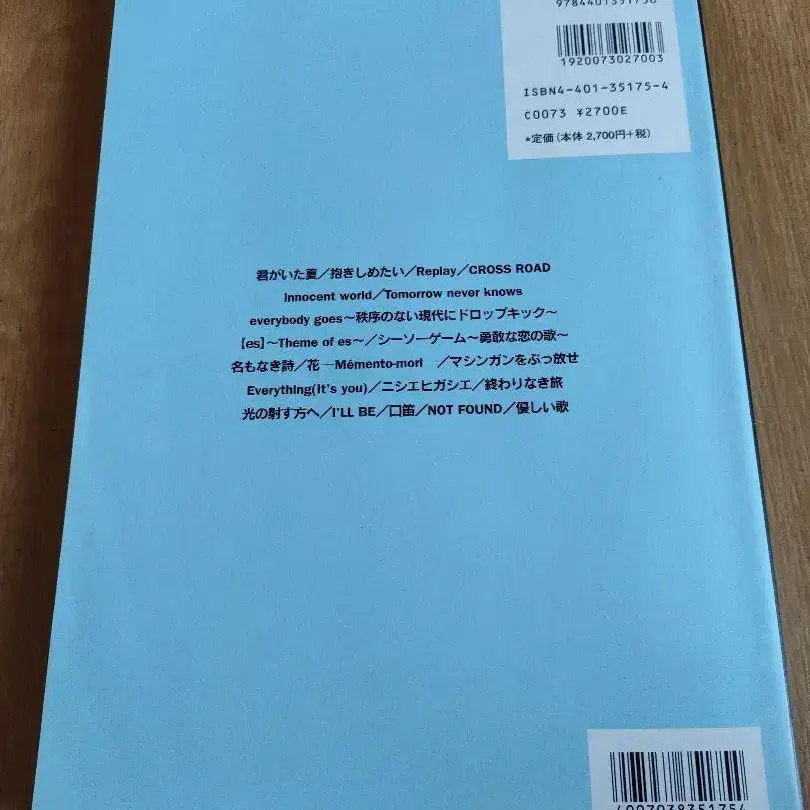 9784401351756
1920073027003
ISBN4-401-35175-4
C0073 ¥2700E
*定価(本体2,700円+税)
君がいた夏/抱きしめたい/Replay/CROSS ROAD
innocent world/Tomorrow never knows
everybody goes〜秩序のない現代にドロップキック〜
【es】〜Theme of es〜/シーソーゲーム〜勇敢な恋の歌〜
名もなき詩/花 ―Mémento-mori /マシンガンをぶっ放せ
Everything(It's you)/ニシエヒガシエ/終わりなき旅
光の射す方へ/I'LL BE/口笛/NOT FOUND/優しい歌
4997938351754